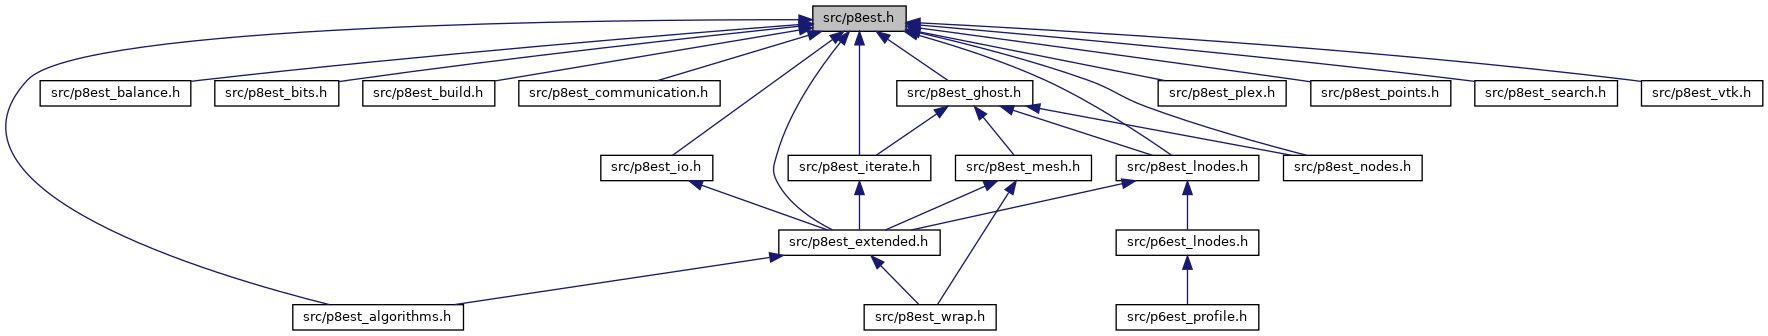 src/p8est.h
src/p8est_balance.h
src/p8est_bits.h
src/p8est_build.h
src/p8est_communication.h
src/p8est_ghost.h
src/p8est_plex.h
src/p8est_points.h
src/p8est_search.h
src/p8est_vtk.h
src/p8est_io.h
src/p8est_iterate.h
src/p8est_mesh.h
src/p8est_lnodes.h
src/p8est_nodes.h
src/p8est_extended.h
src/p6est_lnodes.h
src/p8est_algorithms.h
src/p8est_wrap.h
src/p6est_profile.h